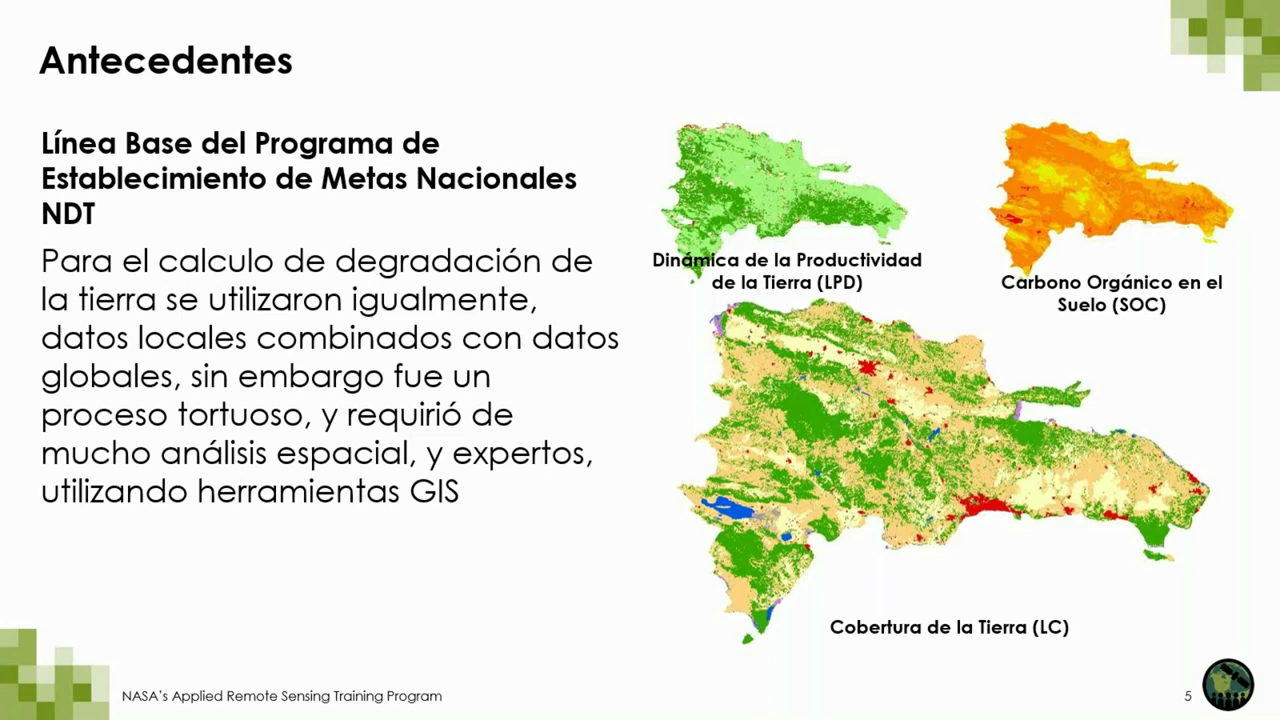 Antecedentes
Línea Base del Programa de
Establecimiento de Metas Nacionales
NDT
Para el calculo de degradación de
la tierra se utilizaron igualmente,
datos locales combinados con datos
globales, sin embargo fue un
proceso tortuoso, y requirió de
mucho análisis espacial, y expertos,
utilizando herramientas GIS
Dinámica de la Productividad
de la Tierra (LPD)
Carbono Orgánico en el
Suelo (SOC)
Cobertura de la Tierra (LC)
NASA's Applied Remote Sensing Training Program
5